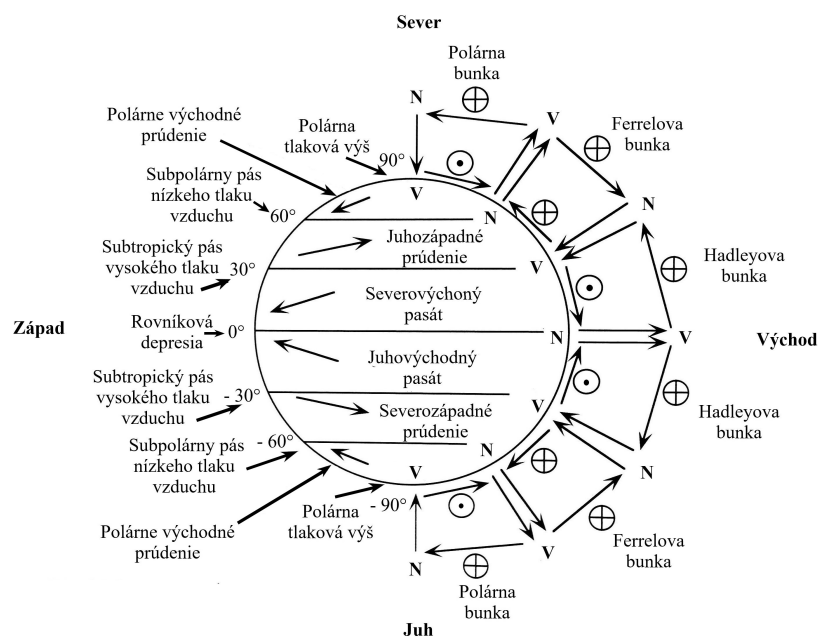 Sever
Polárna
bunka
N
V
Ferrelova
bunka
Polárne východné
prúdenie
Polárna
tlaková výš
90°
V
Subpolárny pás
nízkeho tlaku
vzduchu
60°
N
N
Juhozápadné
prúdenie
Subtropický pás
vysokého tlaku
vzduchu
30°
V
Hadleyova
bunka
Severovýchoný
pasát
Západ
Rovníková
depresia
0°
N
V
Východ
Juhovýchodný
pasát
Subtropický pás
vysokého tlaku
vzduchu
- 30°
V
Severozápadné
prúdenie
Hadleyova
bunka
- 60°
Subpolárny pás
nízkeho tlaku
vzduchu
N
V
N
Polárna
tlaková výš
- 90°
Polárne východné
prúdenie
N
V
Ferrelova
bunka
Polárna
bunka
Juh